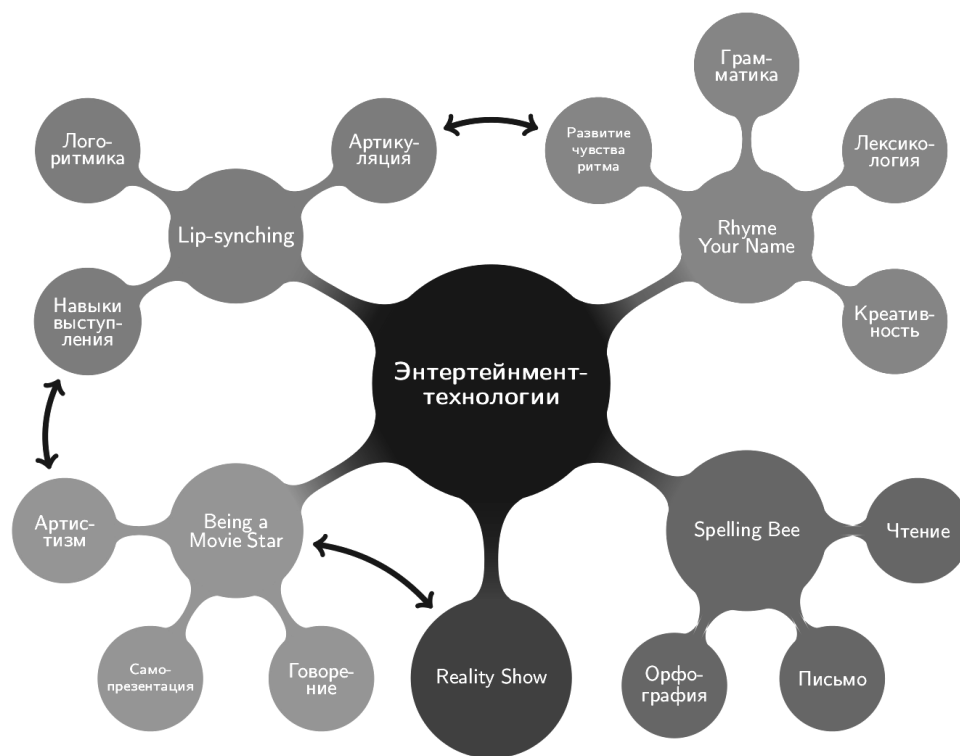 Грам-
матика
Лого-
ритмика
Артику-
ляция
Развитие
чувства
ритма
Лексико-
логия
Lip-synching
Rhyme
Your Name
Навыки
выступ-
ления
Креатив-
ность
Энтертейнмент-
технологии
Артис-
тизм
Being a
Movie Star
Spelling Bee
Чтение
Само-
презентация
Говоре-
ние
Reality Show
Орфо-
графия
Письмо